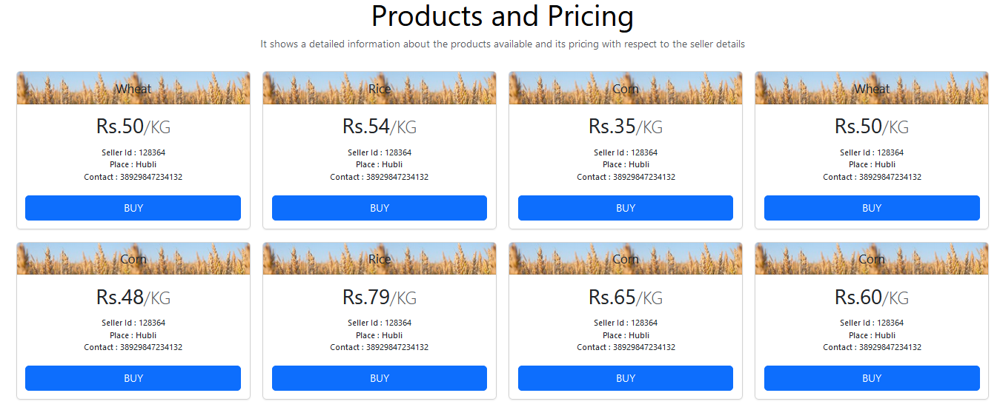 Products and Pricing
It shows a detailed information about the products available and its pricing with respect to the seller details
Wheat
Rs.50/KG
Seller Id : 128364
Place : Hubli
Contact : 38929847234132
BUY
Rice
Rs.54/KG
Seller Id : 128364
Place : Hubli
Contact : 38929847234132
BUY
Corn
Rs.35/KG
Seller Id : 128364
Place : Hubli
Contact : 38929847234132
BUY
Wheat
Rs.50/KG
Seller Id : 128364
Place : Hubli
Contact : 38929847234132
BUY
Corn
Rs.48/KG
Seller Id : 128364
Place : Hubli
Contact : 38929847234132
BUY
Rice
Rs.79/KG
Seller Id : 128364
Place : Hubli
Contact : 38929847234132
BUY
Corn
Rs.65/KG
Seller Id : 128364
Place : Hubli
Contact : 38929847234132
BUY
Corn
Rs.60/KG
Seller Id : 128364
Place : Hubli
Contact : 38929847234132
BUY